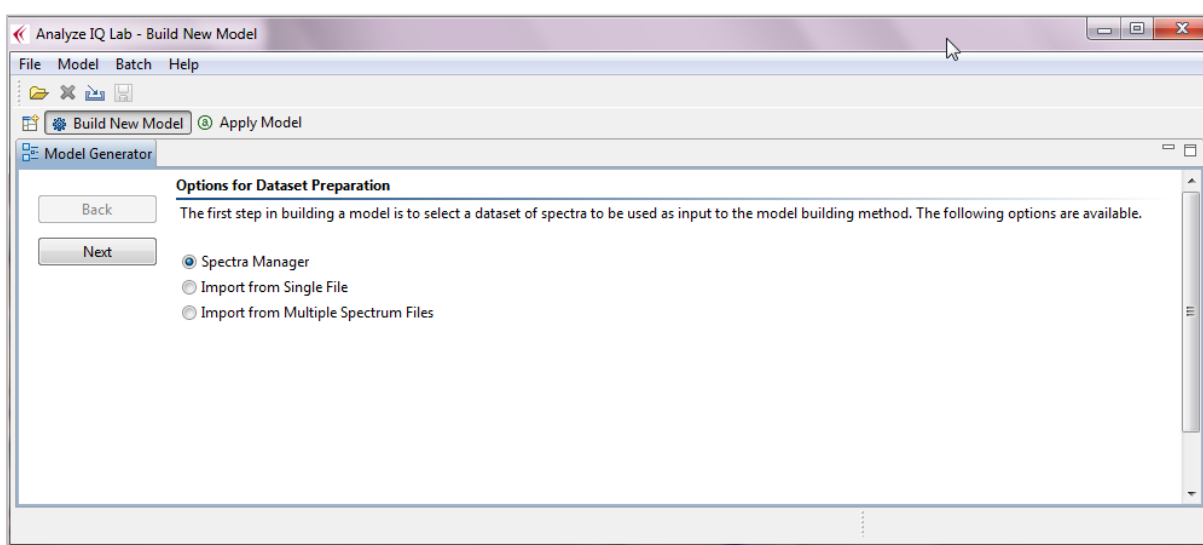 Analyze IQ Lab - Build New Model
File Model Batch Help
Build New Model Apply Model
Model Generator
Options for Dataset Preparation
Back
The first step in building a model is to select a dataset of spectra to be used as input to the model building method. The following options are available.
Next
Spectra Manager
Import from Single File
Import from Multiple Spectrum Files